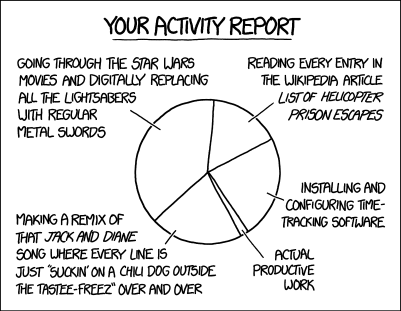 YOUR ACTIVITY REPORT
GOING THROUGH THE STAR WARS
MOVIES AND DIGITALLY REPLACING
ALL THE LIGHTSABERS
WITH REGULAR
METAL SWORDS
READING EVERY ENTRY IN
THE WIKIPEDIA ARTICLE
LIST OF HELICOPTER
PRISON ESCAPES
INSTALLING AND
CONFIGURING TIME-
TRACKING SOFTWARE
ACTUAL
PRODUCTIVE
WORK
MAKING A REMIX OF
THAT JACK AND DIANE
SONG WHERE EVERY LINE IS
JUST "SUCKIN' ON A CHILI DOG OUTSIDE
THE TASTEE-FREEZ" OVER AND OVER